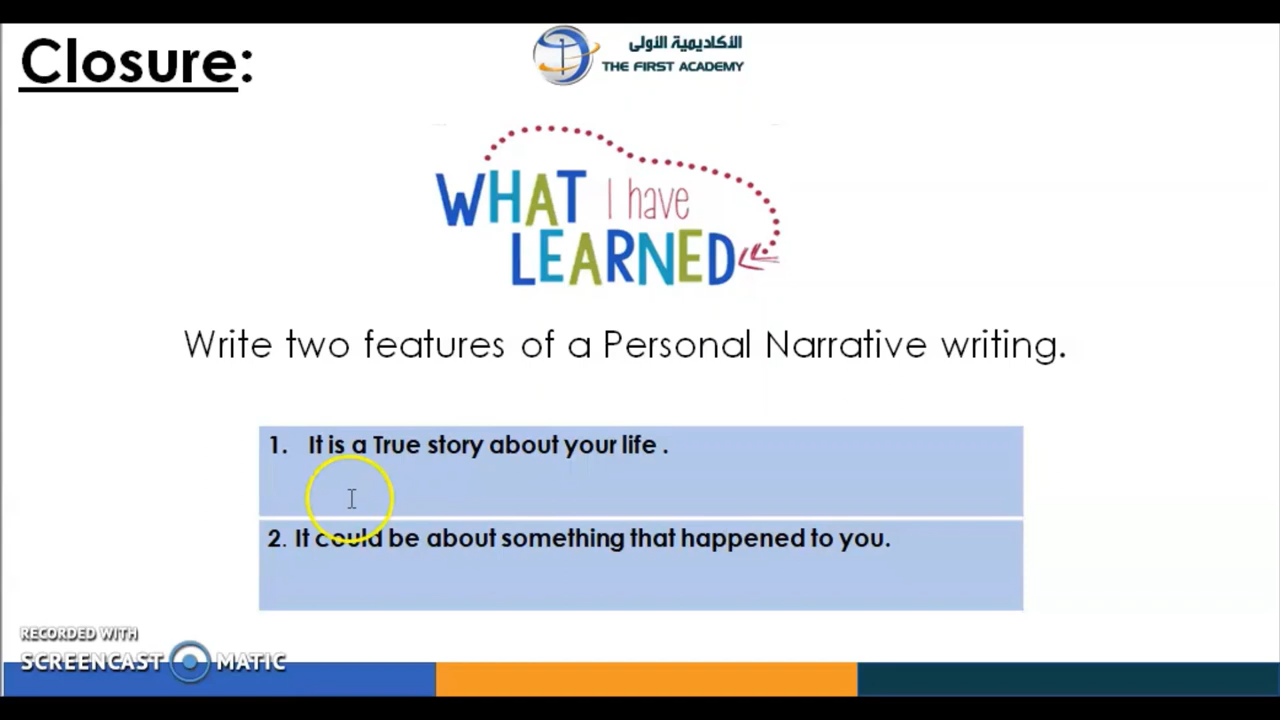 Closure:
الأكاديمية الأولى
THE FIRST ACADEMY
WHAT I have
LEARNED
Write two features of a Personal Narrative writing.
1. It is a True story about your life .
2. It could be about something that happened to you.
RECORDED WITH
SCREENCAST MATIC